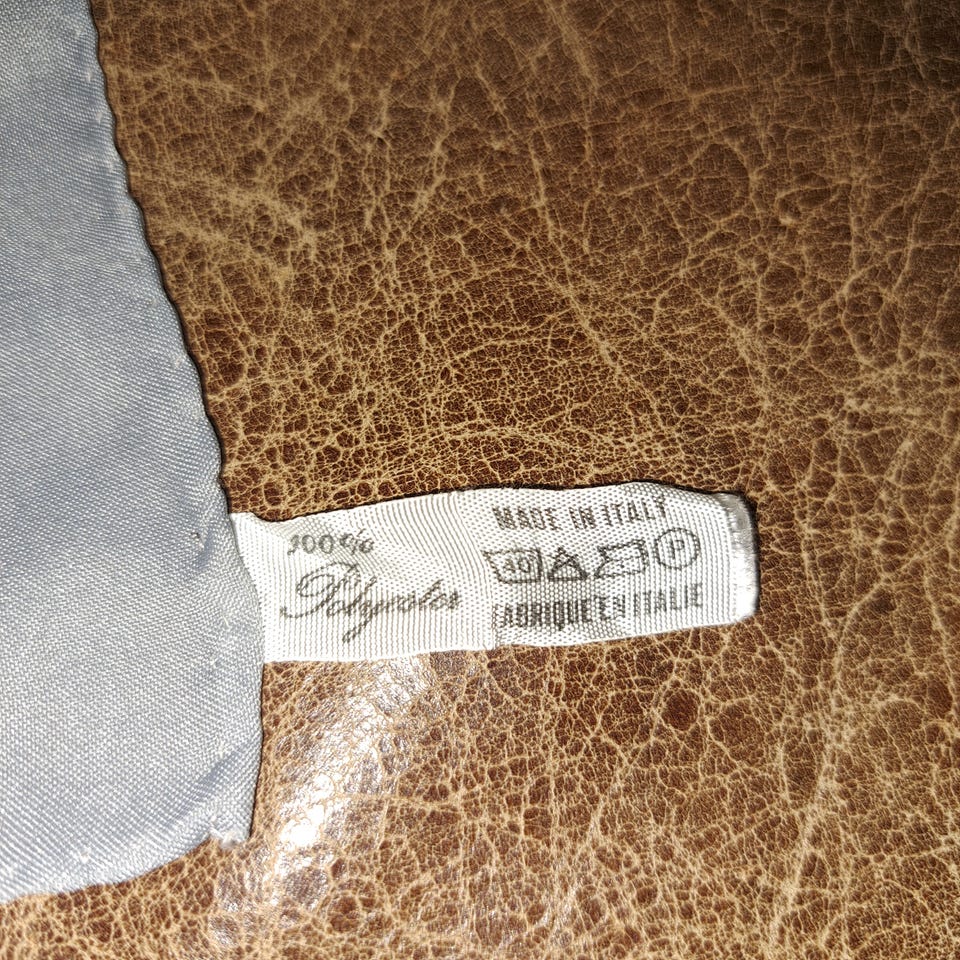 100%
Polyester
MADE IN ITALY
40 P
FABRIQUE EN ITALIE